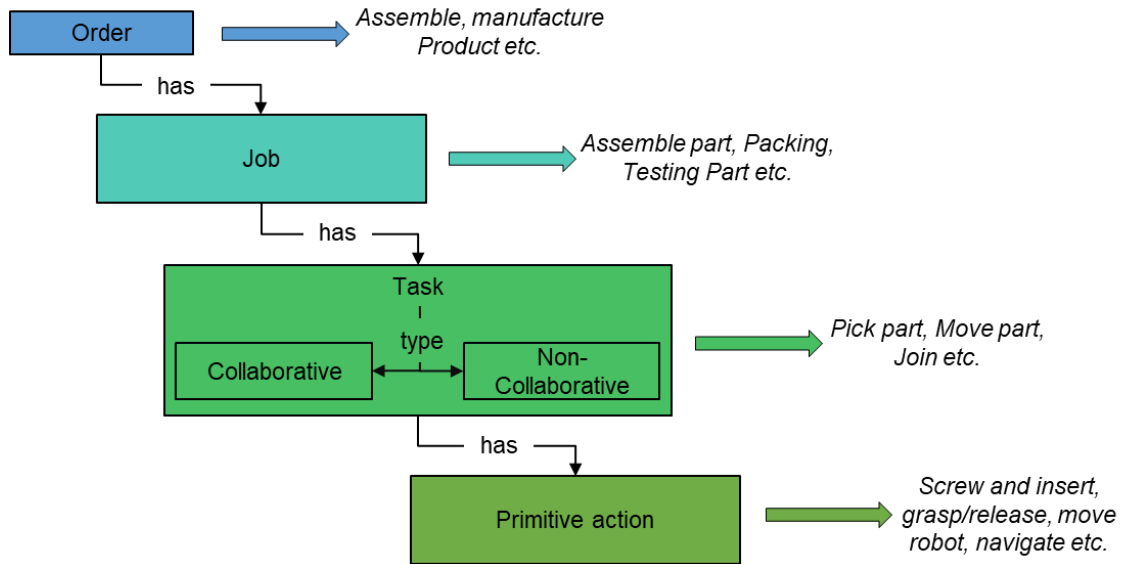 Order
Assemble, manufacture
Product etc.
has
Job
Assemble part, Packing,
Testing Part etc.
has
Task
type
Collaborative
Non-
Collaborative
Pick part, Move part,
Join etc.
has
Primitive action
Screw and insert,
grasp/release, move
robot, navigate etc.